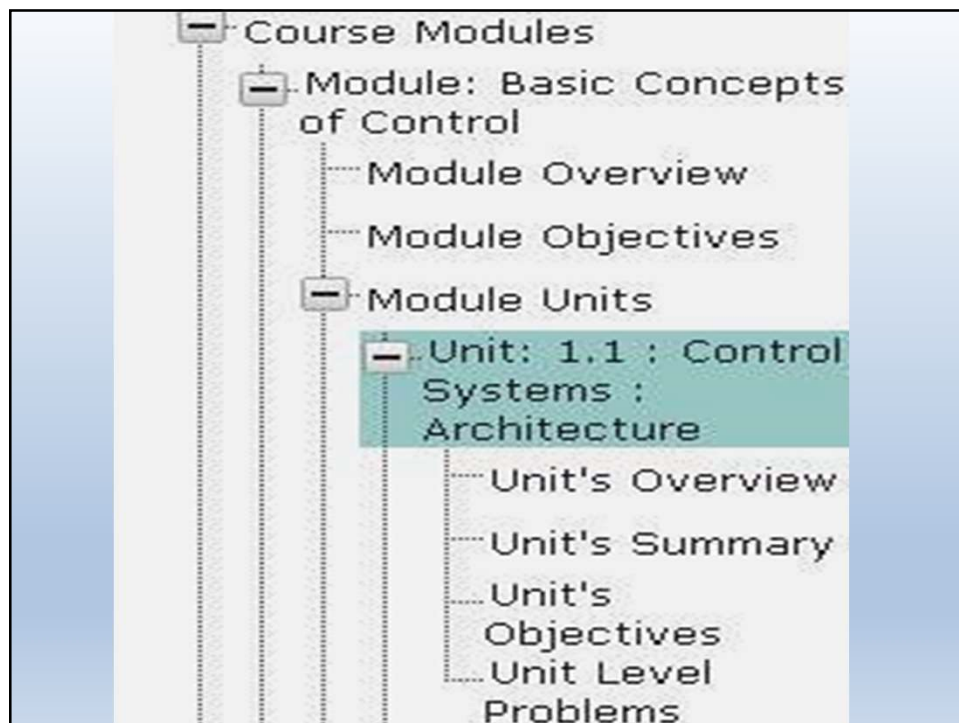 Course Modules
Module: Basic Concepts
of Control
Module Overview
Module Objectives
Module Units
Unit: 1.1 : Control
Systems :
Architecture
Unit's Overview
Unit's Summary
Unit's
Objectives
Unit Level
Problems